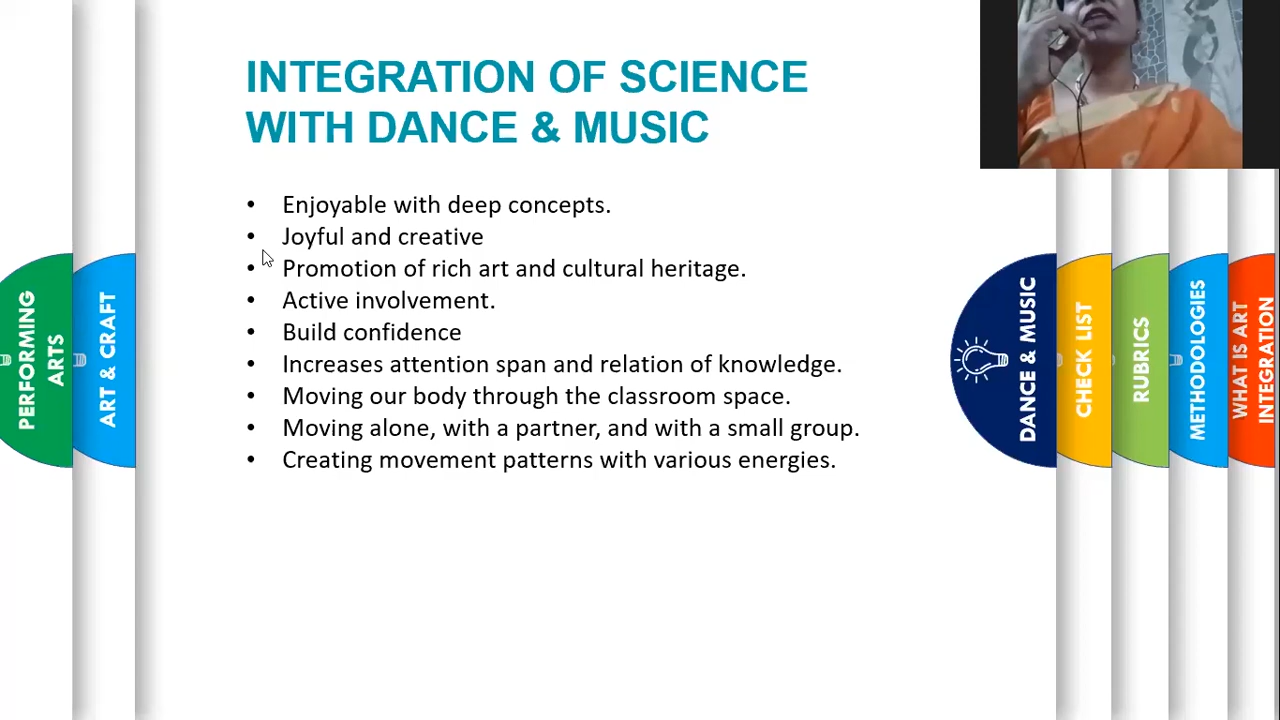 INTEGRATION OF SCIENCE
WITH DANCE & MUSIC
• Enjoyable with deep concepts.
• Joyful and creative
• Promotion of rich art and cultural heritage.
• Active involvement.
• Build confidence
• Increases attention span and relation of knowledge.
• Moving our body through the classroom space.
• Moving alone, with a partner, and with a small group.
• Creating movement patterns with various energies.
PERFORMING
ARTS
ART & CRAFT
DANCE & MUSIC
CHECK LIST
RUBRICS
METHODOLOGIES
WHAT IS ART
INTEGRATION